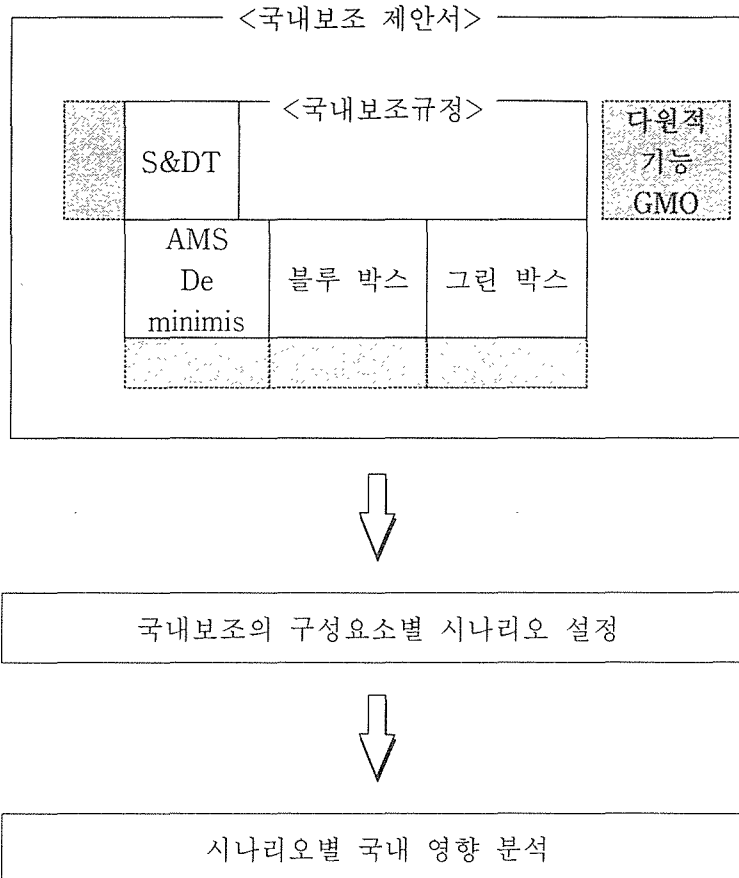 <국내보조 제안서>
<국내보조규정>
S&DT
다원적
기능
GMO
AMS
De
minimis
블루 박스
그린 박스
국내보조의 구성요소별 시나리오 설정
시나리오별 국내 영향 분석